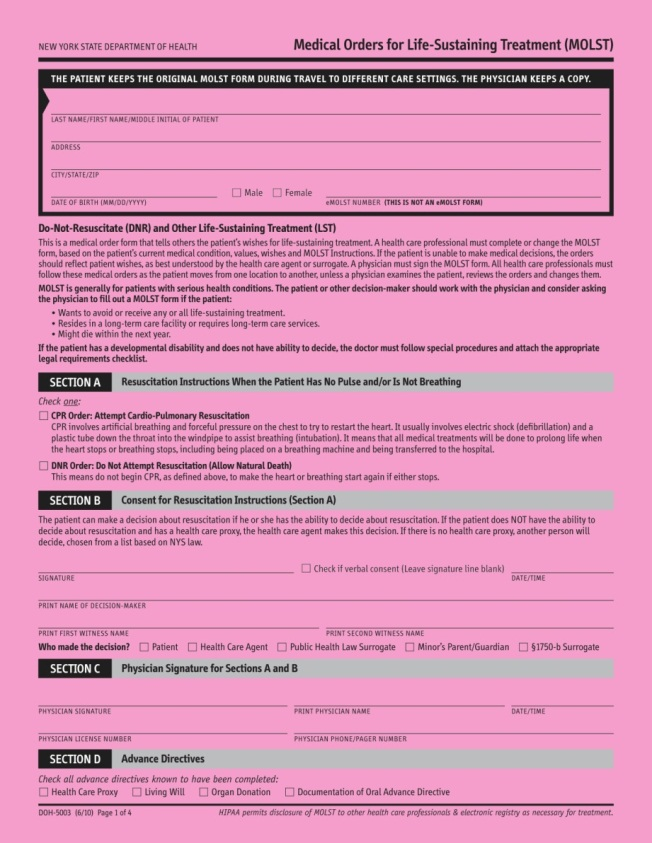 NEW YORK STATE DEPARTMENT OF HEALTH
Medical Orders for Life-Sustaining Treatment (MOLST)
THE PATIENT KEEPS THE ORIGINAL MOLST FORM DURING TRAVEL TO DIFFERENT CARE SETTINGS. THE PHYSICIAN KEEPS A COPY.
LAST NAME/FIRST NAME/MIDDLE INITIAL OF PATIENT
ADDRESS
CITY/STATE/ZIP
☐ Male ☐ Female
DATE OF BIRTH (MM/DD/YYYY) eMOLST NUMBER (THIS IS NOT AN eMOLST FORM)
Do-Not-Resuscitate (DNR) and Other Life-Sustaining Treatment (LST)
This is a medical order form that tells others the patient's wishes for life-sustaining treatment. A health care professional must complete or change the MOLST
form, based on the patient's current medical condition, values, wishes and MOLST Instructions. If the patient is unable to make medical decisions, the orders
should reflect patient wishes, as best understood by the health care agent or surrogate. A physician must sign the MOLST form. All health care professionals must
follow these medical orders as the patient moves from one location to another, unless a physician examines the patient, reviews the orders and changes them.
MOLST is generally for patients with serious health conditions. The patient or other decision-maker should work with the physician and consider asking
the physician to fill out a MOLST form if the patient:
• Wants to avoid or receive any or all life-sustaining treatment.
• Resides in a long-term care facility or requires long-term care services.
• Might die within the next year.
If the patient has a developmental disability and does not have ability to decide, the doctor must follow special procedures and attach the appropriate
legal requirements checklist.
SECTION A Resuscitation Instructions When the Patient Has No Pulse and/or Is Not Breathing
Check one:
☐ CPR Order: Attempt Cardio-Pulmonary Resuscitation
CPR involves artificial breathing and forceful pressure on the chest to try to restart the heart. It usually involves electric shock (defibrillation) and a
plastic tube down the throat into the windpipe to assist breathing (intubation). It means that all medical treatments will be done to prolong life when
the heart stops or breathing stops, including being placed on a breathing machine and being transferred to the hospital.
☐ DNR Order: Do Not Attempt Resuscitation (Allow Natural Death)
This means do not begin CPR, as defined above, to make the heart or breathing start again if either stops.
SECTION B Consent for Resuscitation Instructions (Section A)
The patient can make a decision about resuscitation if he or she has the ability to decide about resuscitation. If the patient does NOT have the ability to
decide about resuscitation and has a health care proxy, the health care agent makes this decision. If there is no health care proxy, another person will
decide, chosen from a list based on NYS law.
☐ Check if verbal consent (Leave signature line blank)
SIGNATURE DATE/TIME
PRINT NAME OF DECISION-MAKER
PRINT FIRST WITNESS NAME PRINT SECOND WITNESS NAME
Who made the decision? ☐ Patient ☐ Health Care Agent ☐ Public Health Law Surrogate ☐ Minor's Parent/Guardian ☐ §1750-b Surrogate
SECTION C Physician Signature for Sections A and B
PHYSICIAN SIGNATURE PRINT PHYSICIAN NAME DATE/TIME
PHYSICIAN LICENSE NUMBER PHYSICIAN PHONE/PAGER NUMBER
SECTION D Advance Directives
Check all advance directives known to have been completed:
☐ Health Care Proxy ☐ Living Will ☐ Organ Donation ☐ Documentation of Oral Advance Directive
DOH-5003 (6/10) Page 1 of 4 HIPAA permits disclosure of MOLST to other health care professionals & electronic registry as necessary for treatment.